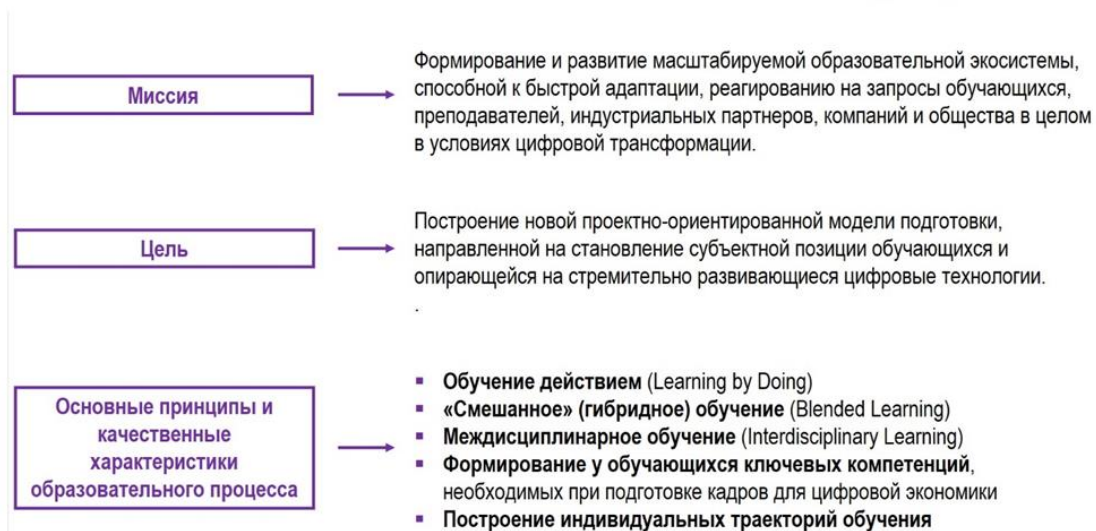 Миссия
Формирование и развитие масштабируемой образовательной экосистемы,
способной к быстрой адаптации, реагированию на запросы обучающихся,
преподавателей, индустриальных партнеров, компаний и общества в целом
в условиях цифровой трансформации.
Цель
Построение новой проектно-ориентированной модели подготовки,
направленной на становление субъектной позиции обучающихся и
опирающейся на стремительно развивающиеся цифровые технологии.
.
Основные принципы и
качественные
характеристики
образовательного процесса
▪ Обучение действием (Learning by Doing)
▪ «Смешанное» (гибридное) обучение (Blended Learning)
▪ Междисциплинарное обучение (Interdisciplinary Learning)
▪ Формирование у обучающихся ключевых компетенций,
необходимых при подготовке кадров для цифровой экономики
▪ Построение индивидуальных траекторий обучения